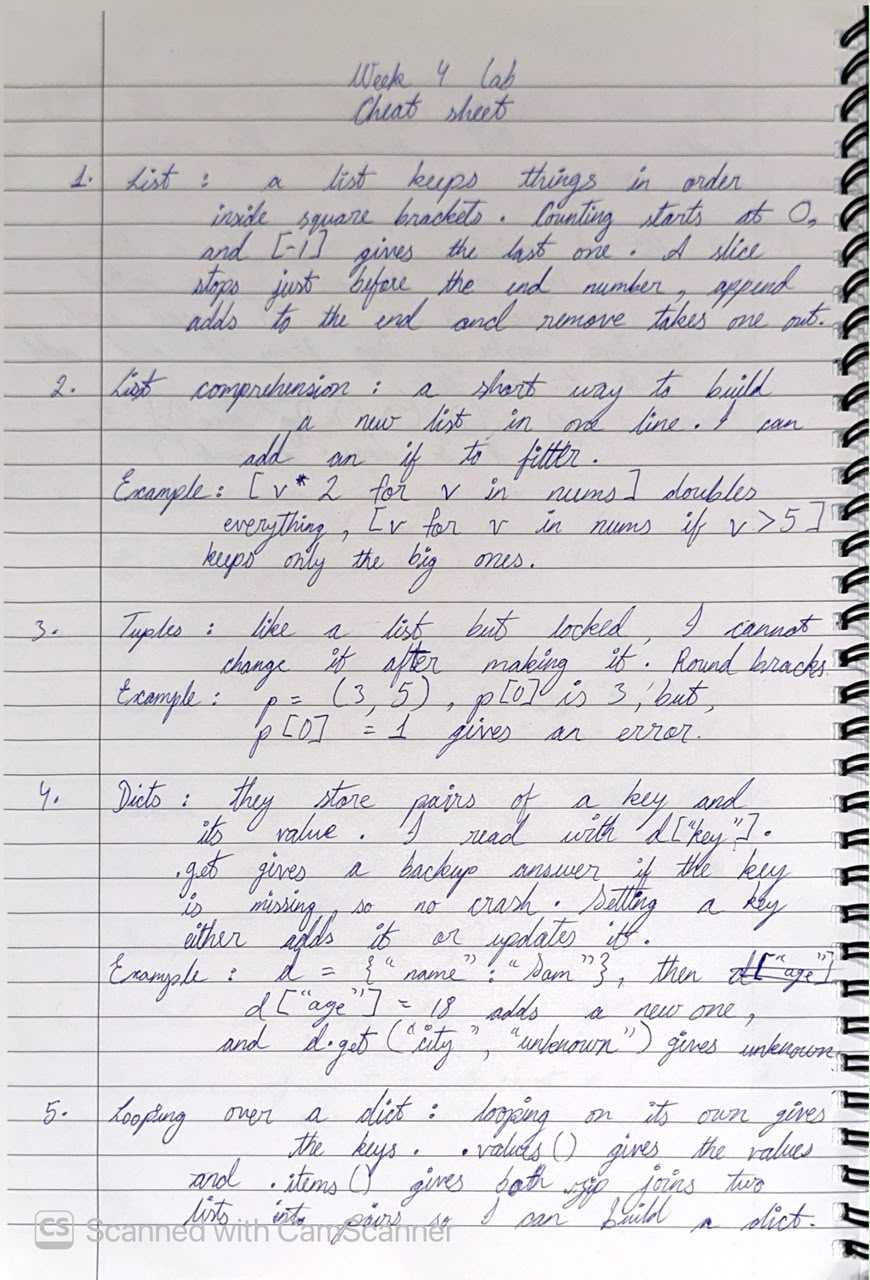 Week 4 lab
Cheat sheet
1. List : a list keeps things in order
inside square brackets. Counting starts at 0,
and [-1] gives the last one. A slice
stops just before the end number, append
adds to the end and remove takes one out.
2. List comprehension : a short way to build
a new list in one line. I can
add an if to filter.
Example : [v * 2 for v in nums] doubles
everything, [v for v in nums if v > 5]
keeps only the big ones.
3. Tuples : like a list but locked, I cannot
change it after making it. Round bracks
Example : p = (3, 5), p[0] is 3, but,
p[0] = 1 gives an error.
4. Dicts : they store pairs of a key and
its value. I read with d["key"].
.get gives a backup answer if the key
is missing, so no crash. Setting a key
either adds it or updates it.
Example : d = {"name" : "Sam"}, then d["age"]
d["age"] = 18 adds a new one,
and d.get ("city", "unknown") gives unknown
5. Looping over a dict : looping on its own gives
the keys. .values() gives the values
and .items() gives both zip joins two
lists into pairs so I can build a dict.
CS Scanned with CamScanner